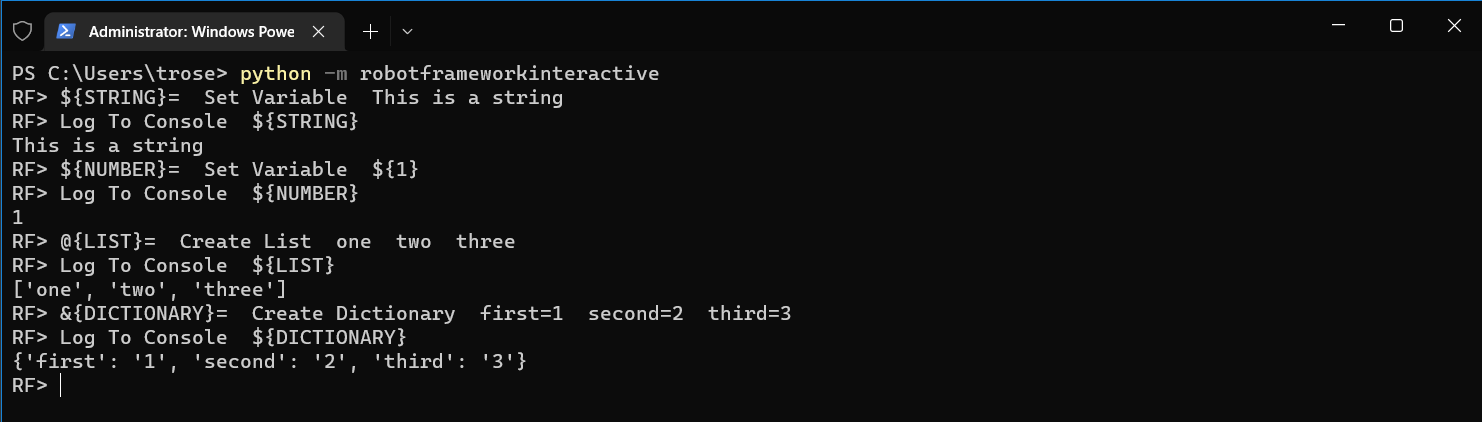 Administrator: Windows Powe
PS C:\Users\trose> python -m robotframeworkinteractive
RF> ${STRING}=  Set Variable  This is a string
RF> Log To Console  ${STRING}
This is a string
RF> ${NUMBER}=  Set Variable  ${1}
RF> Log To Console  ${NUMBER}
1
RF> @{LIST}=  Create List  one  two  three
RF> Log To Console  ${LIST}
['one', 'two', 'three']
RF> &{DICTIONARY}=  Create Dictionary  first=1  second=2  third=3
RF> Log To Console  ${DICTIONARY}
{'first': '1', 'second': '2', 'third': '3'}
RF>